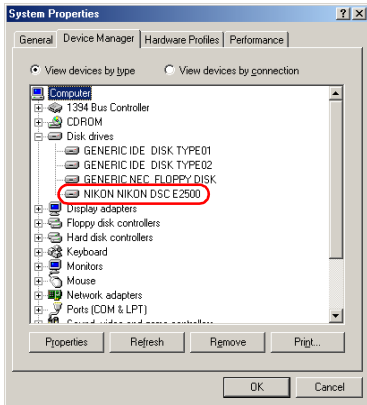 System Properties
General Device Manager Hardware Profiles Performance
View devices by type View devices by connection
Computer
1394 Bus Controller
CDROM
Disk drives
GENERIC IDE DISK TYPE01
GENERIC IDE DISK TYPE02
GENERIC NEC FLOPPY DISK
NIKON NIKON DSC E2500
Display adapters
Floppy disk controllers
Hard disk controllers
Keyboard
Monitors
Mouse
Network adapters
Ports (COM & LPT)
Properties Refresh Remove Print...
OK Cancel